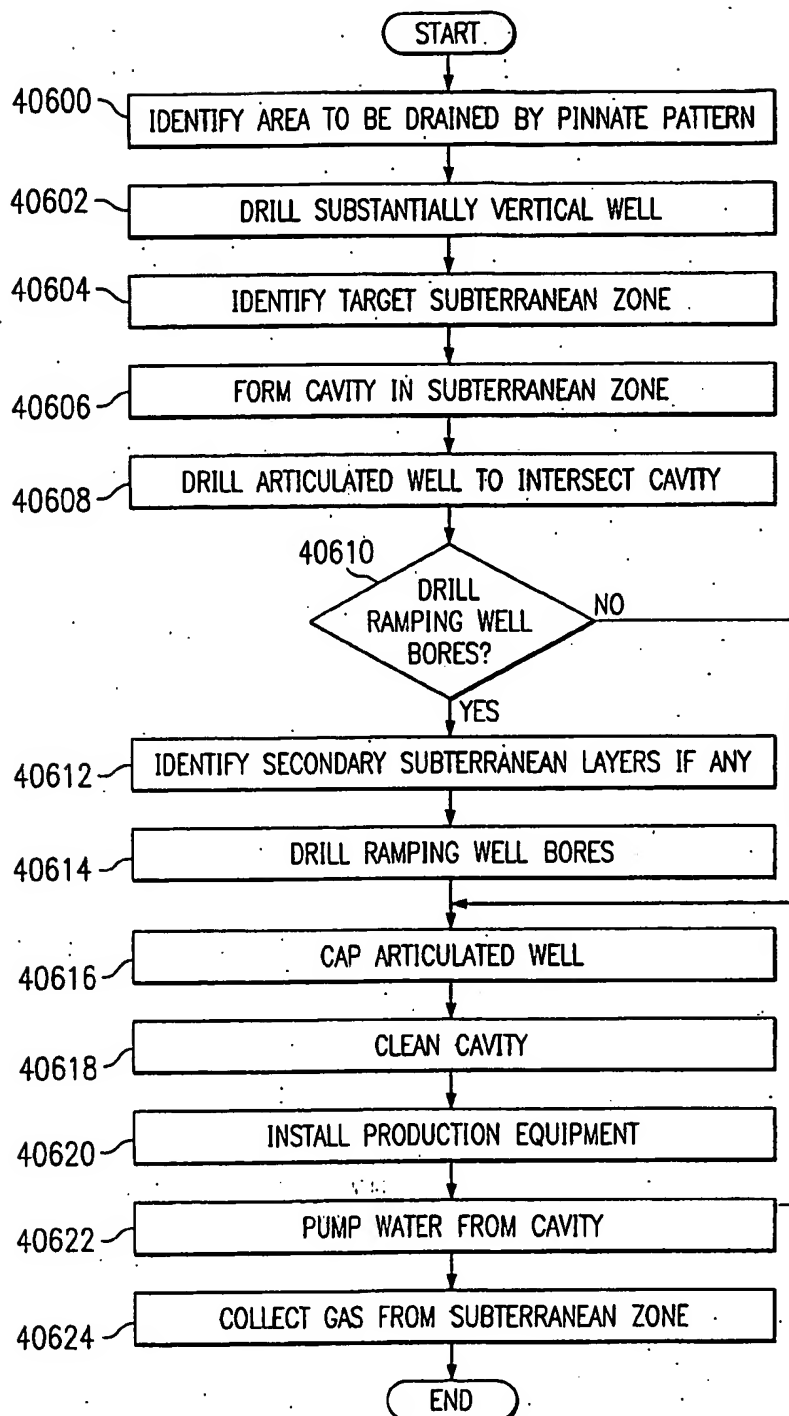 START
40600
IDENTIFY AREA TO BE DRAINED BY PINNATE PATTERN
40602
DRILL SUBSTANTIALLY VERTICAL WELL
40604
IDENTIFY TARGET SUBTERRANEAN ZONE
40606
FORM CAVITY IN SUBTERRANEAN ZONE
40608
DRILL ARTICULATED WELL TO INTERSECT CAVITY
40610
DRILL
RAMPING WELL
BORES?
NO
YES
40612
IDENTIFY SECONDARY SUBTERRANEAN LAYERS IF ANY
40614
DRILL RAMPING WELL BORES
40616
CAP ARTICULATED WELL
40618
CLEAN CAVITY
40620
INSTALL PRODUCTION EQUIPMENT
40622
PUMP WATER FROM CAVITY
40624
COLLECT GAS FROM SUBTERRANEAN ZONE
END